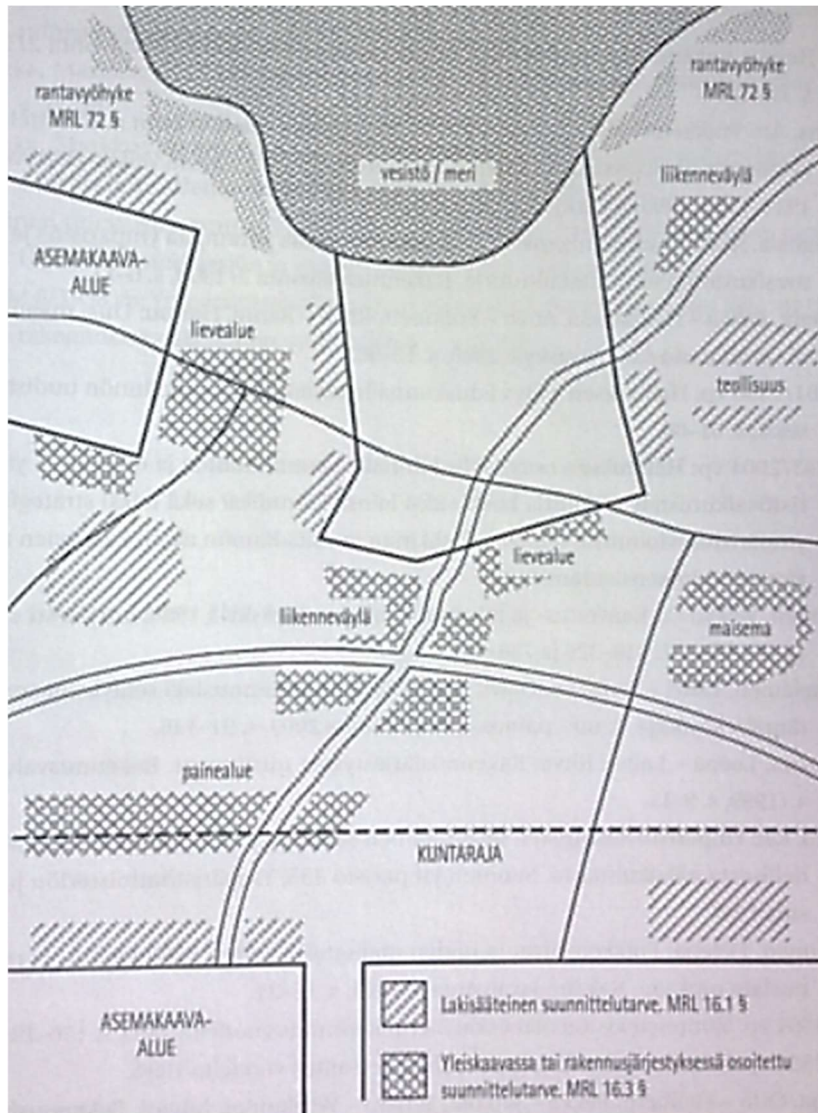 rantavyöhyke
MRL 72 §
rantavyöhyke
MRL 72 §
vesistö / meri
liikenneväylä
ASEMAKAAVA-
ALUE
lievealue
teollisuus
lievealue
liikenneväylä
maisema
painealue
KUNTARAJA
ASEMAKAAVA-
ALUE
Lakisääteinen suunnittelutarve. MRL 16.1 §
Yleiskaavassa tai rakennusjärjestyksessä osoitettu
suunnittelutarve. MRL 16.3 §